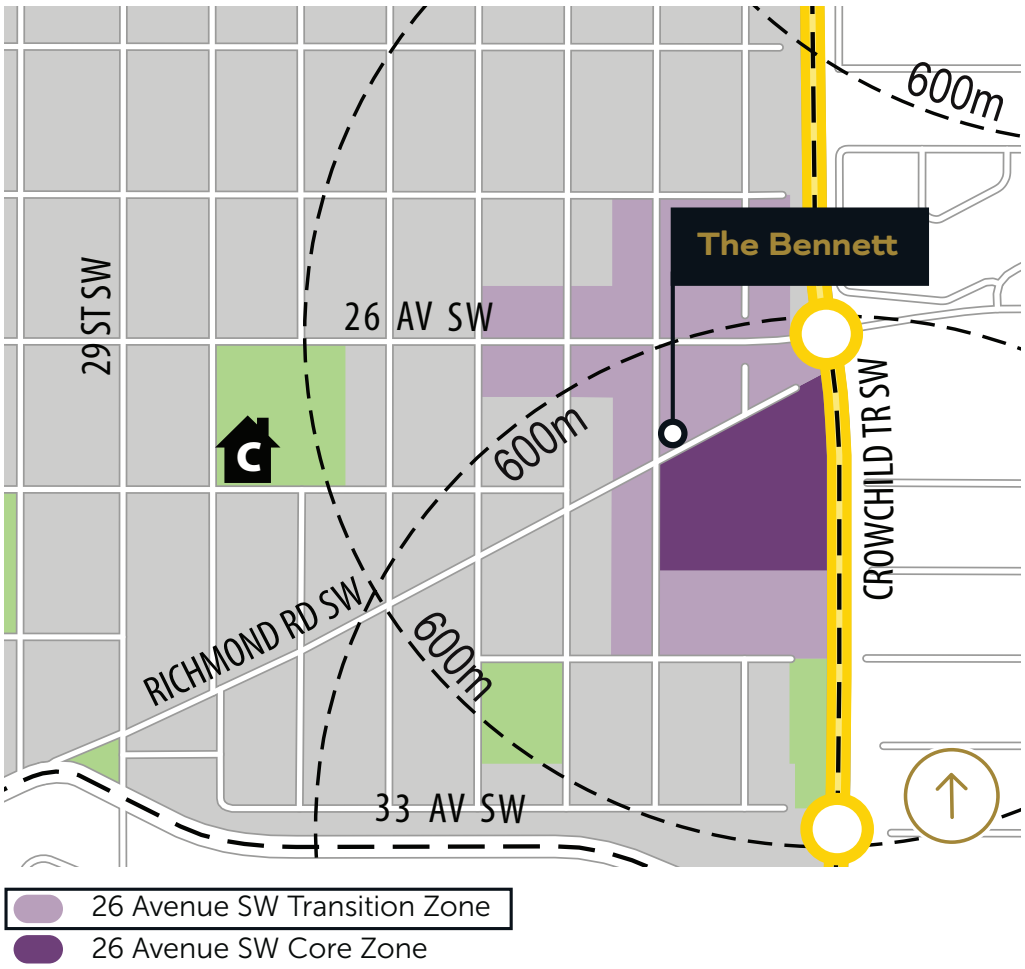 600m
The Bennett
29 ST SW
26 AV SW
600m
CROWCHILD TR SW
C
RICHMOND RD SW
600m
33 AV SW
26 Avenue SW Transition Zone
26 Avenue SW Core Zone